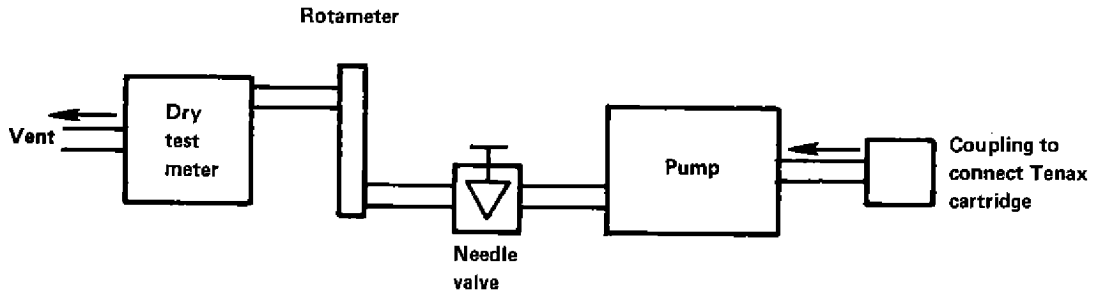 Rotameter
Vent
Dry
test
meter
Needle
valve
Pump
Coupling to
connect Tenax
cartridge